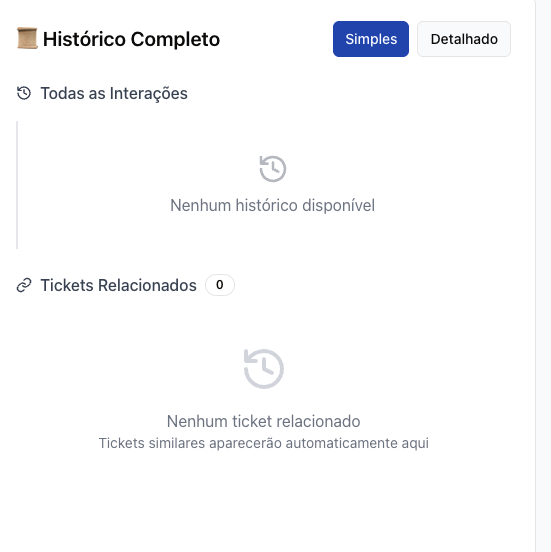 Histórico Completo
Simples
Detalhado
Todas as Interações
Nenhum histórico disponível
Tickets Relacionados
0
Nenhum ticket relacionado
Tickets similares aparecerão automaticamente aqui